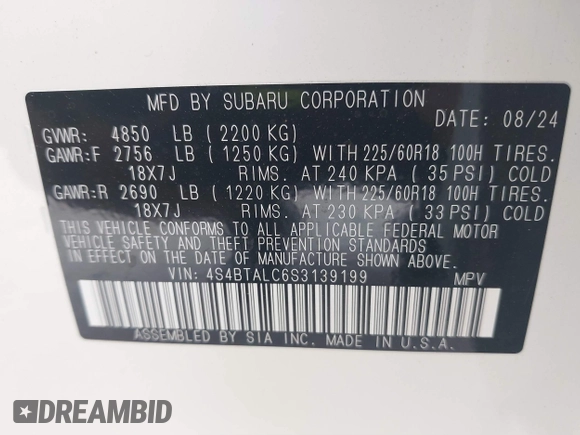 MFD BY SUBARU CORPORATION
DATE: 08/24
GVWR: 4850 LB ( 2200 KG)
GAWR:F 2756 LB ( 1250 KG) WITH 225/60R18 100H TIRES.
18X7J RIMS. AT 240 KPA ( 35 PSI) COLD
GAWR:R 2690 LB ( 1220 KG) WITH 225/60R18 100H TIRES.
18X7J RIMS. AT 230 KPA ( 33 PSI) COLD
THIS VEHICLE CONFORMS TO ALL APPLICABLE FEDERAL MOTOR
VEHICLE SAFETY AND THEFT PREVENTION STANDARDS
IN EFFECT ON THE DATE OF MANUFACTURE SHOWN ABOVE.
VIN: 4S4BTALC6S3139199 MPV
ASSEMBLED BY SIA INC. MADE IN U.S.A.
DREAMBID